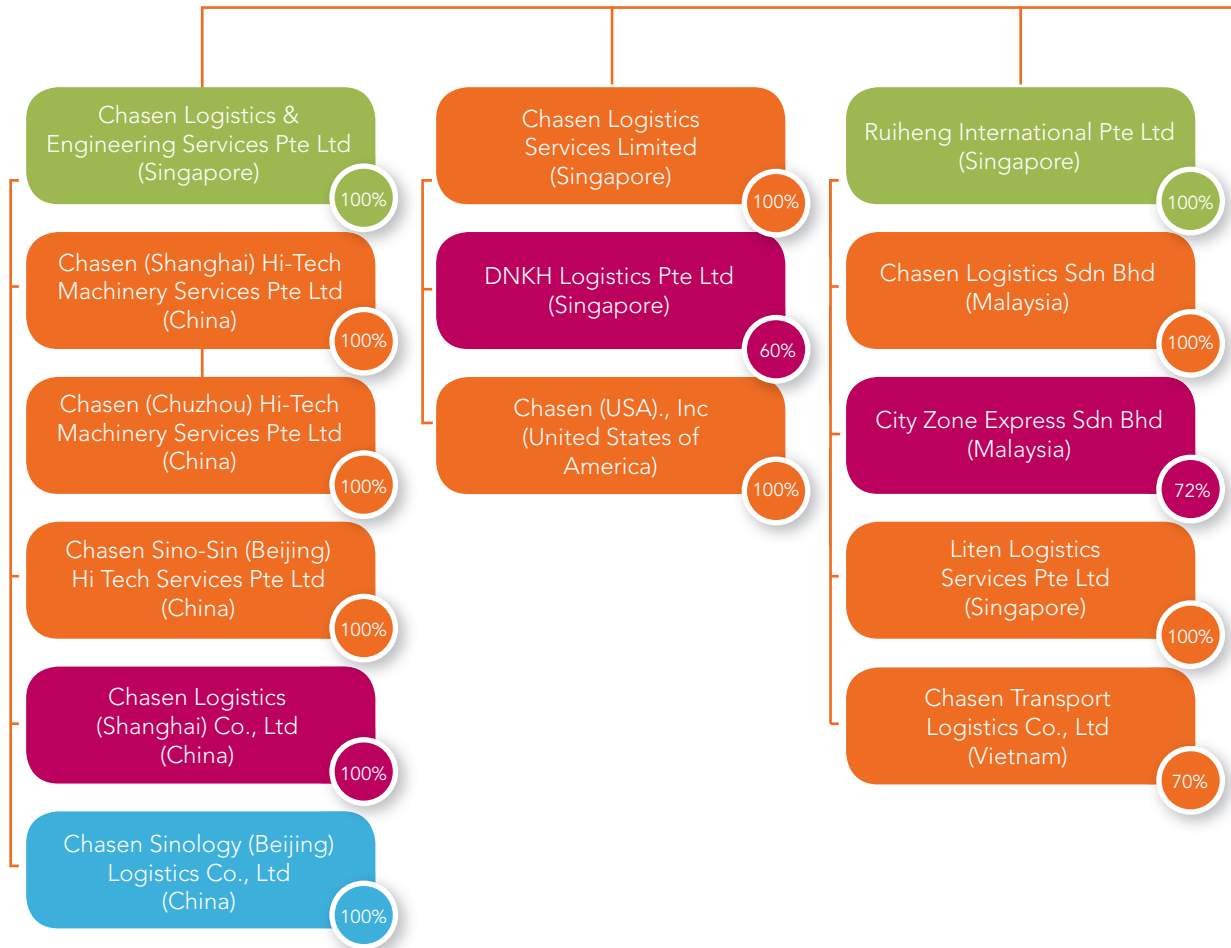 Chasen Logistics &
Engineering Services Pte Ltd
(Singapore)
100%
Chasen (Shanghai) Hi-Tech
Machinery Services Pte Ltd
(China)
100%
Chasen (Chuzhou) Hi-Tech
Machinery Services Pte Ltd
(China)
100%
Chasen Sino-Sin (Beijing)
Hi Tech Services Pte Ltd
(China)
100%
Chasen Logistics
(Shanghai) Co., Ltd
(China)
100%
Chasen Sinology (Beijing)
Logistics Co., Ltd
(China)
100%
Chasen Logistics
Services Limited
(Singapore)
100%
DNKH Logistics Pte Ltd
(Singapore)
60%
Chasen (USA)., Inc
(United States of
America)
100%
Ruiheng International Pte Ltd
(Singapore)
100%
Chasen Logistics Sdn Bhd
(Malaysia)
100%
City Zone Express Sdn Bhd
(Malaysia)
72%
Liten Logistics
Services Pte Ltd
(Singapore)
100%
Chasen Transport
Logistics Co., Ltd
(Vietnam)
70%